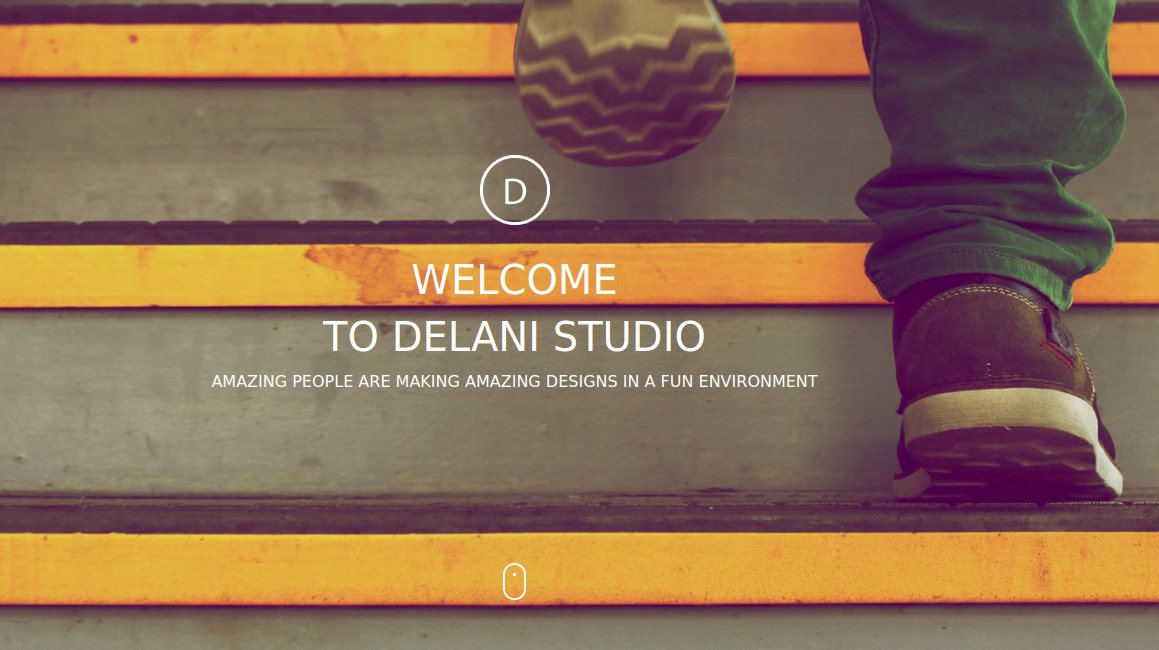 D
WELCOME
TO DELANI STUDIO
AMAZING PEOPLE ARE MAKING AMAZING DESIGNS IN A FUN ENVIRONMENT